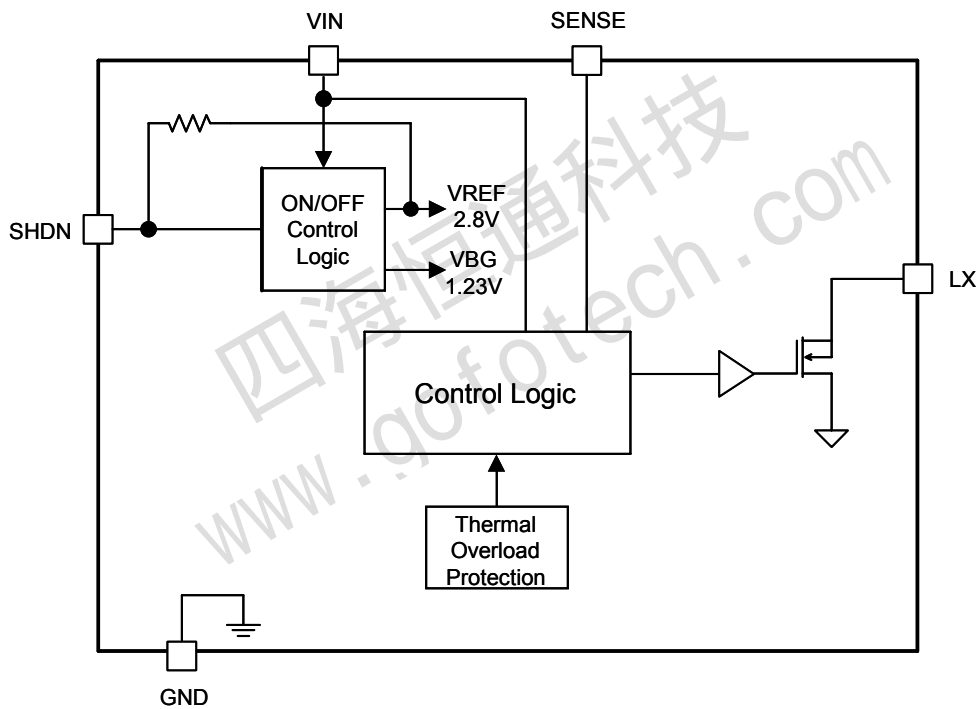 VIN
SENSE
SHDN
ON/OFF
Control
Logic
VREF
2.8V
VBG
1.23V
LX
Control Logic
Thermal
Overload
Protection
GND
四海恒通科技
www.gofotech.com